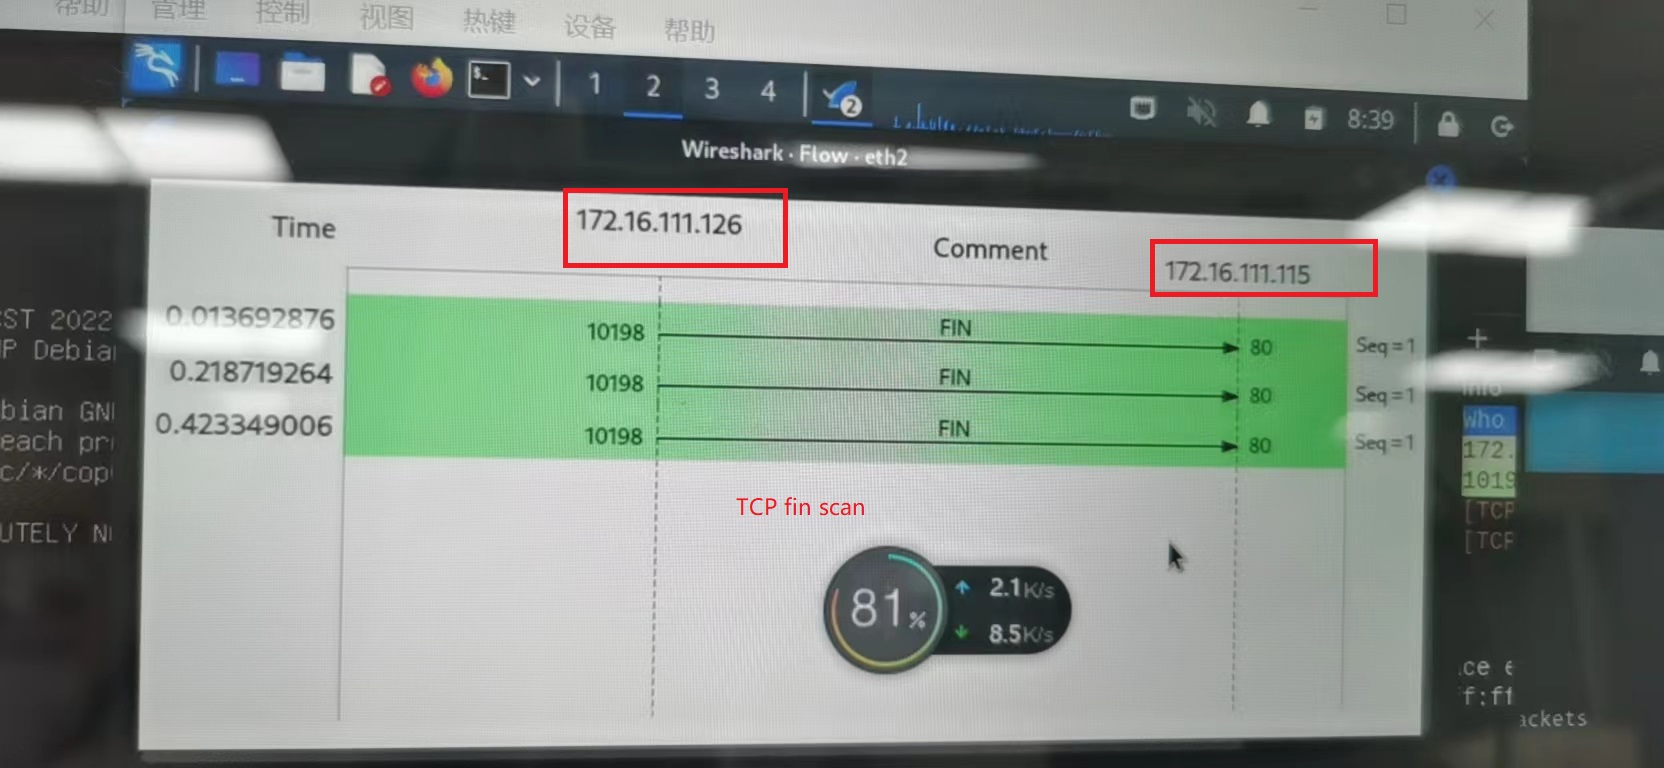 帮助 管理 控制 视图 热键 设备 帮助
1 2 3 4 2 8:39
Wireshark · Flow · eth2
Time 172.16.111.126 Comment 172.16.111.115
0.013692876 10198 FIN 80 Seq=1
0.218719264 10198 FIN 80 Seq=1
0.423349006 10198 FIN 80 Seq=1
TCP fin scan
81% 2.1K/s
8.5K/s
CST 2022
Debia
bian GN
each pr
c/*/cop
UTELY N
Info
Who
172.
1019
[TCP
[TCP
ace e
f:ff
ackets